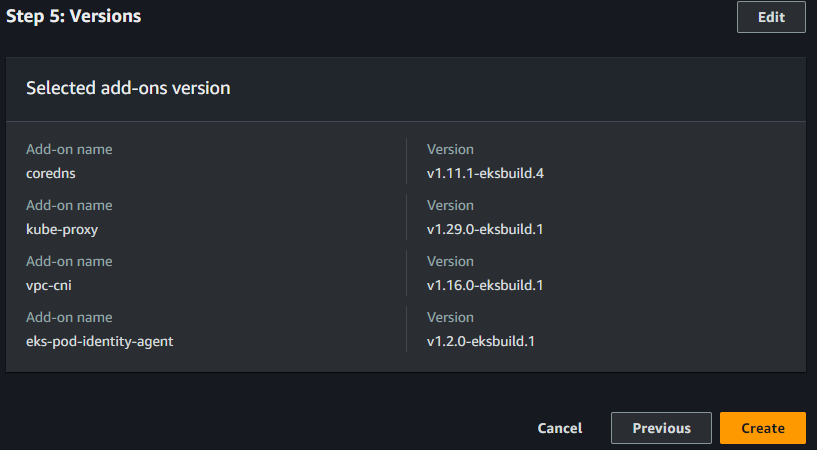 Step 5: Versions
Edit
Selected add-ons version
Add-on name
Version
coredns
v1.11.1-eksbuild.4
Add-on name
Version
kube-proxy
v1.29.0-eksbuild.1
Add-on name
Version
vpc-cni
v1.16.0-eksbuild.1
Add-on name
Version
eks-pod-identity-agent
v1.2.0-eksbuild.1
Cancel
Previous
Create